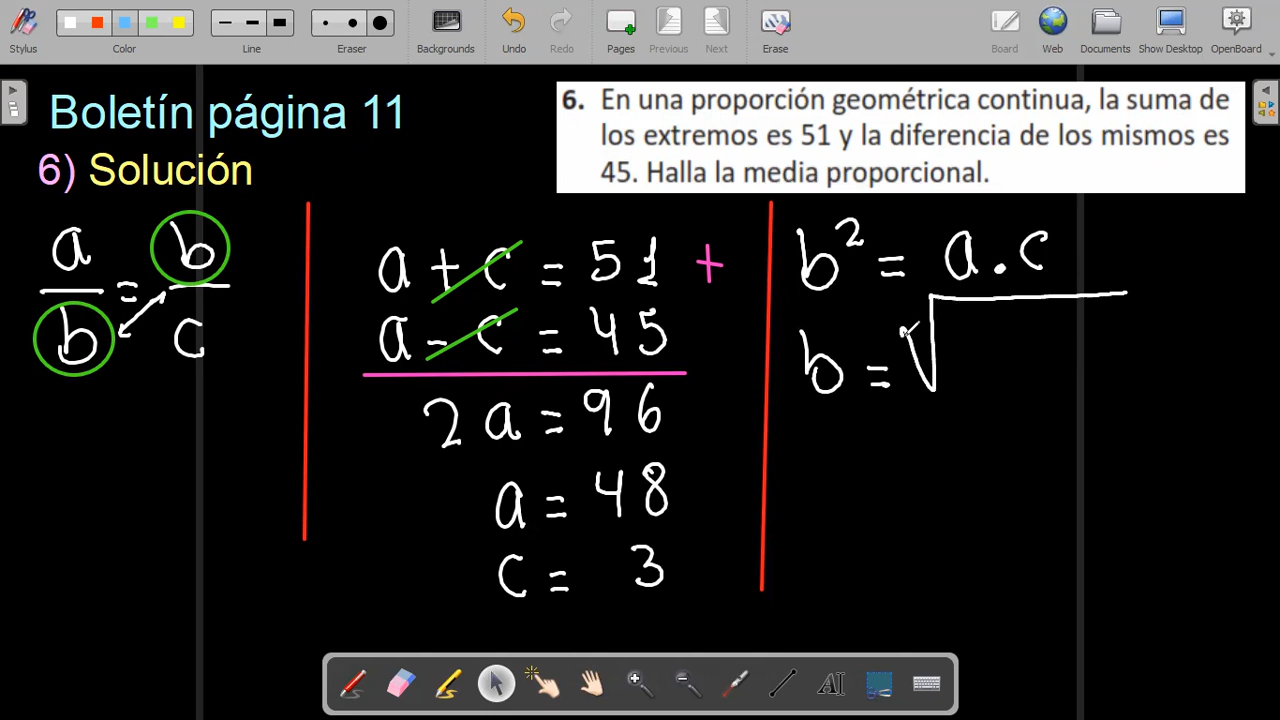 Stylus Color Line Eraser Backgrounds Undo Redo Pages Previous Next Erase Board Web Documents Show Desktop OpenBoard
Boletín página 11
6) Solución
6. En una proporción geométrica continua, la suma de
los extremos es 51 y la diferencia de los mismos es
45. Halla la media proporcional.
a/b = b/c
a + c = 51 +
a - c = 45
2a = 96
a = 48
c = 3
b² = a.c
b = √